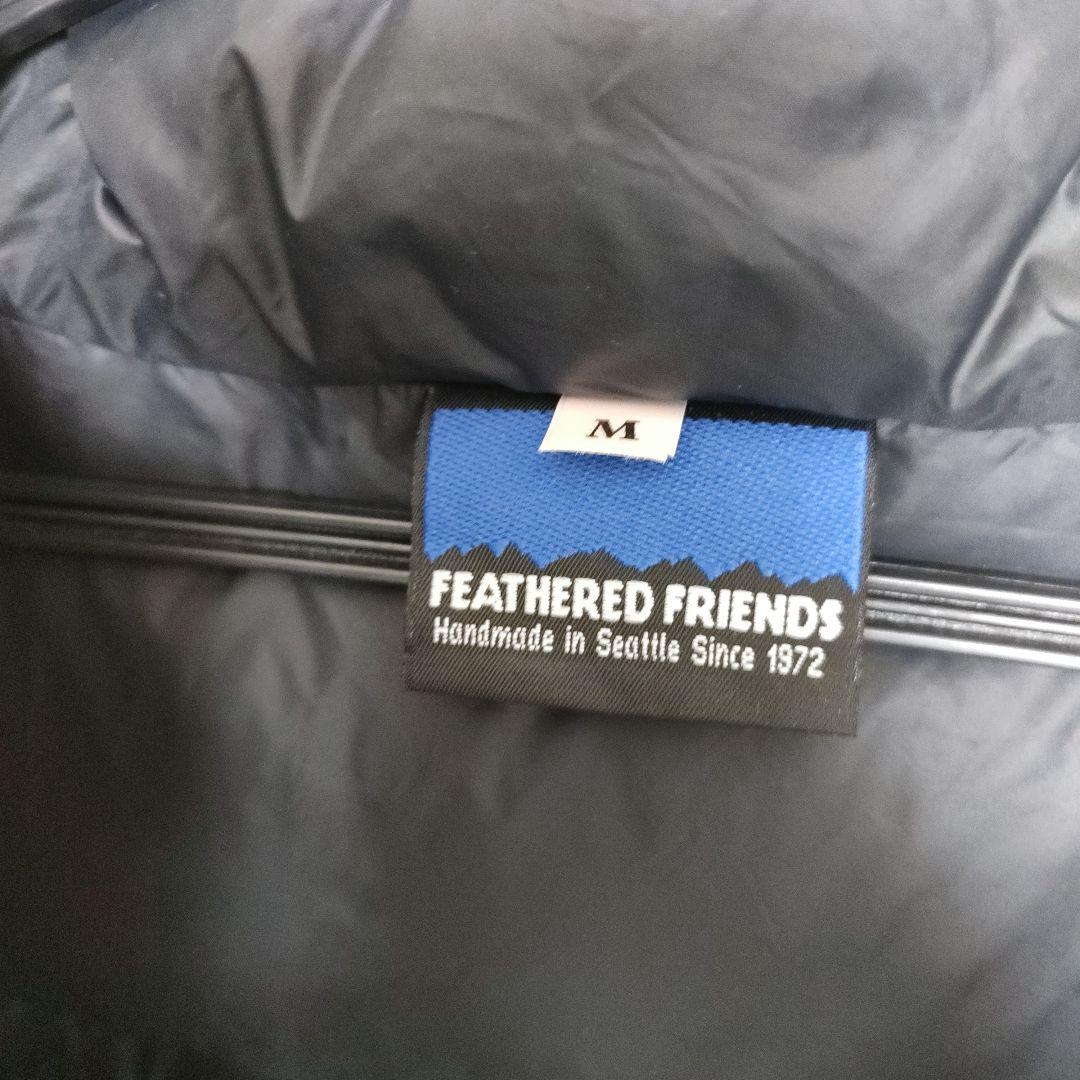 M
FEATHERED FRIENDS
Handmade in Seattle Since 1972